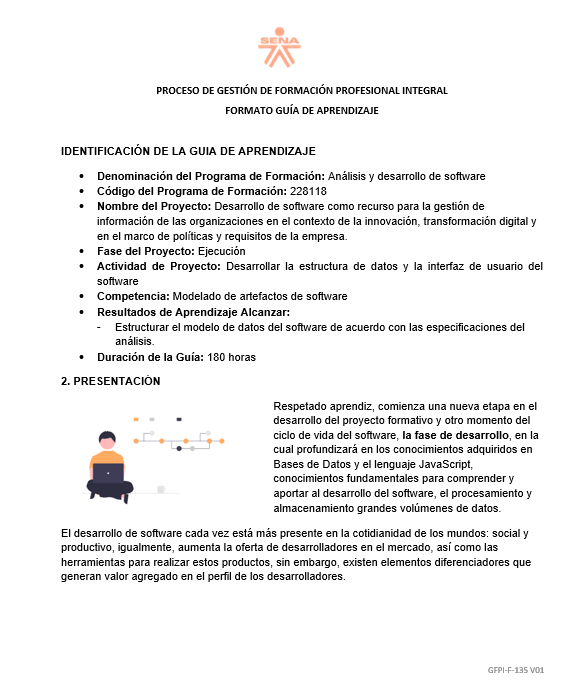 SENA
PROCESO DE GESTIÓN DE FORMACIÓN PROFESIONAL INTEGRAL
FORMATO GUÍA DE APRENDIZAJE
IDENTIFICACIÓN DE LA GUIA DE APRENDIZAJE
• Denominación del Programa de Formación: Análisis y desarrollo de software
• Código del Programa de Formación: 228118
• Nombre del Proyecto: Desarrollo de software como recurso para la gestión de
información de las organizaciones en el contexto de la innovación, transformación digital y
en el marco de políticas y requisitos de la empresa.
• Fase del Proyecto: Ejecución
• Actividad de Proyecto: Desarrollar la estructura de datos y la interfaz de usuario del
software
• Competencia: Modelado de artefactos de software
• Resultados de Aprendizaje Alcanzar:
- Estructurar el modelo de datos del software de acuerdo con las especificaciones del
análisis.
• Duración de la Guía: 180 horas
2. PRESENTACIÓN
Respetado aprendiz, comienza una nueva etapa en el
desarrollo del proyecto formativo y otro momento del
ciclo de vida del software, la fase de desarrollo, en la
cual profundizará en los conocimientos adquiridos en
Bases de Datos y el lenguaje JavaScript,
conocimientos fundamentales para comprender y
aportar al desarrollo del software, el procesamiento y
almacenamiento grandes volúmenes de datos.
El desarrollo de software cada vez está más presente en la cotidianidad de los mundos: social y
productivo, igualmente, aumenta la oferta de desarrolladores en el mercado, así como las
herramientas para realizar estos productos, sin embargo, existen elementos diferenciadores que
generan valor agregado en el perfil de los desarrolladores.
GFPI-F-135 V01